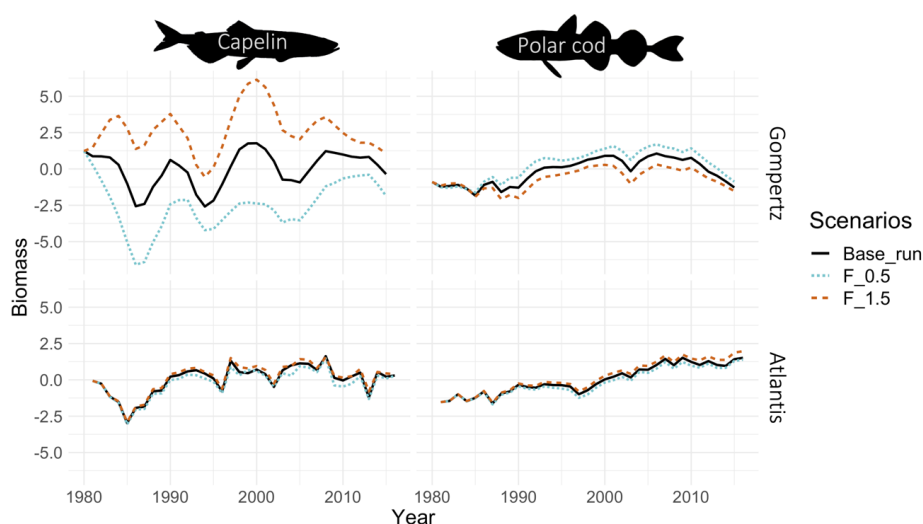 Capelin
Polar cod
5.0
2.5
0.0
-2.5
-5.0
Gompertz
Biomass
5.0
2.5
0.0
-2.5
-5.0
Atlantis
1980 1990 2000 2010 1980 1990 2000 2010
Year
Scenarios
Base_run
F_0.5
F_1.5